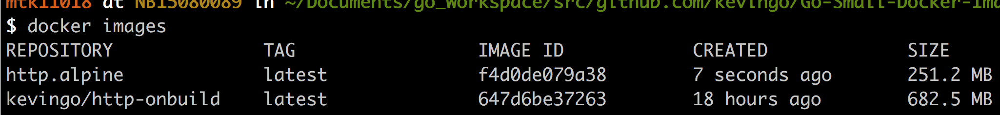 mtk11018 at NB15080089 in ~/Documents/go_workspace/src/github.com/kevingo/Go-Small-Docker-Ima
$ docker images
REPOSITORY TAG IMAGE ID CREATED SIZE
http.alpine latest f4d0de079a38 7 seconds ago 251.2 MB
kevingo/http-onbuild latest 647d6be37263 18 hours ago 682.5 MB